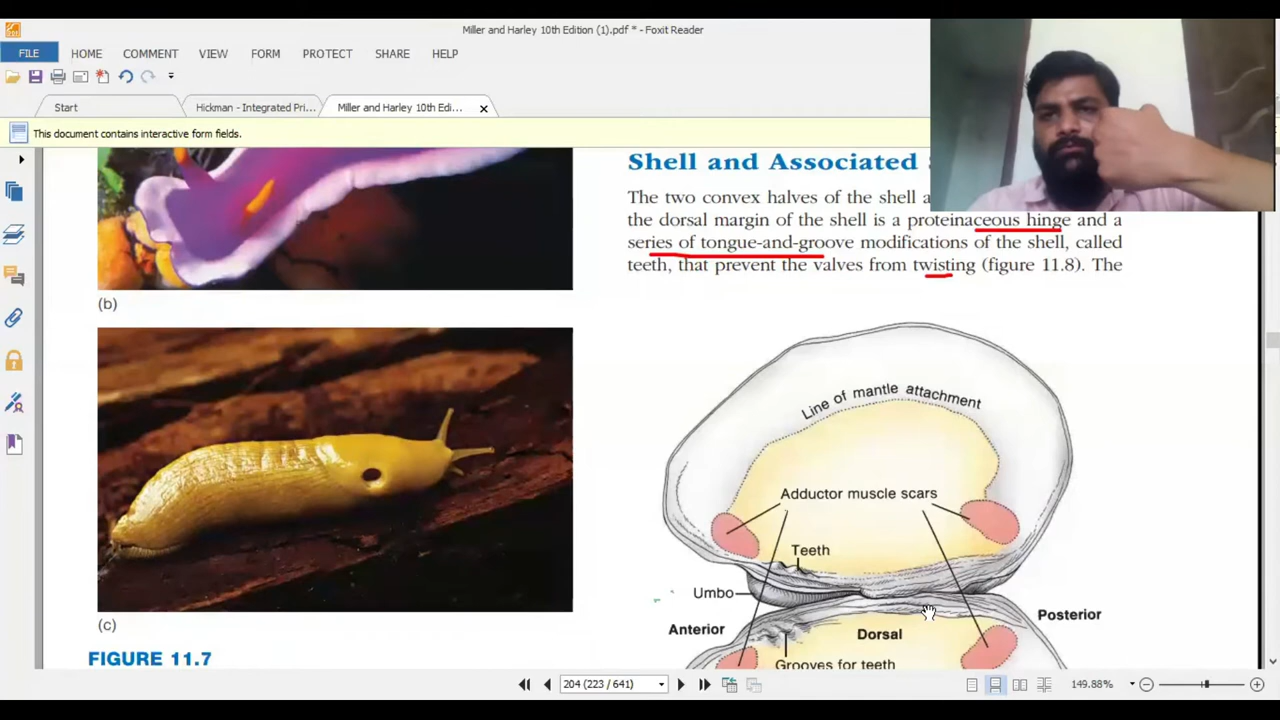 Miller and Harley 10th Edition (1).pdf * - Foxit Reader
FILE HOME COMMENT VIEW FORM PROTECT SHARE HELP
Start Hickman - Integrated Pri... Miller and Harley 10th Edi...
This document contains interactive form fields.
Shell and Associated
The two convex halves of the shell
the dorsal margin of the shell is a proteinaceous hinge and a
series of tongue-and-groove modifications of the shell, called
teeth, that prevent the valves from twisting (figure 11.8). The
(b)
Line of mantle attachment
Adductor muscle scars
Teeth
Umbo
Posterior
Anterior
Dorsal
Grooves for teeth
(c)
FIGURE 11.7
204 (223 / 641)
149.88%